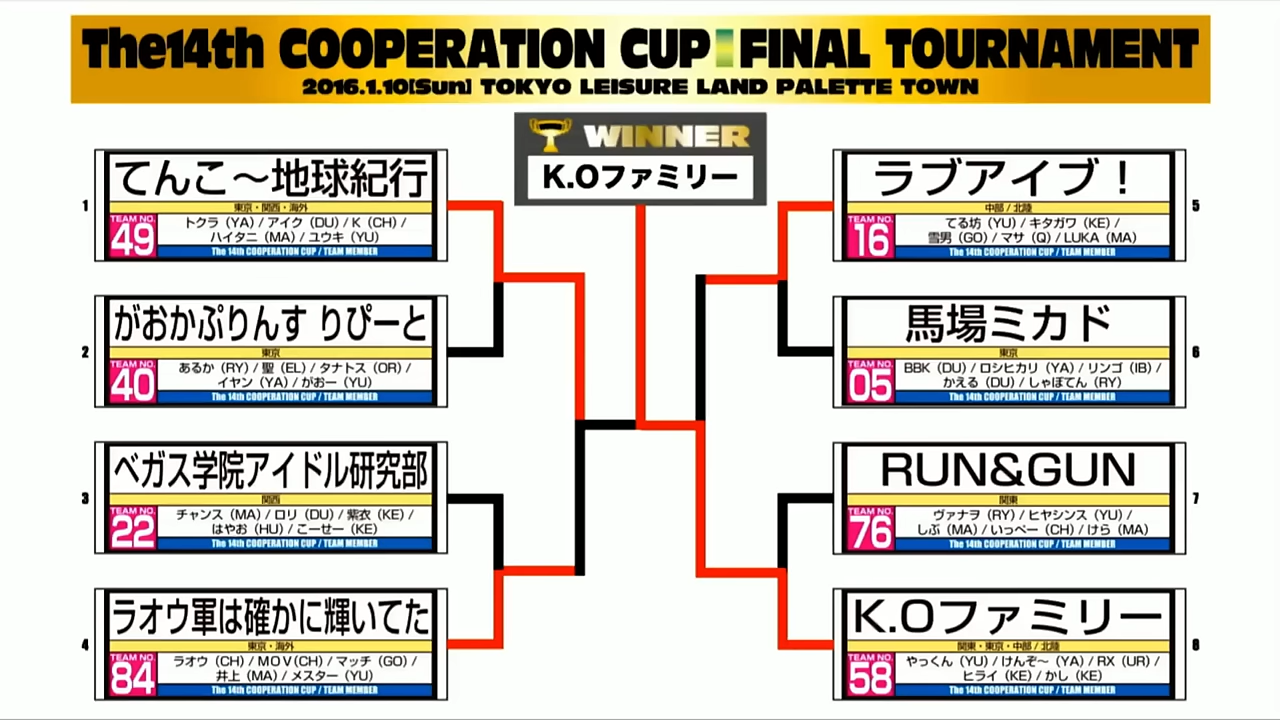 The14th COOPERATION CUP FINAL TOURNAMENT
2016.1.10[Sun] TOKYO LEISURE LAND PALETTE TOWN
WINNER
K.Oファミリー
1
てんこ～地球紀行
東京・関西・海外
TEAM NO.
49
トクラ（YA）/ アイク（DU）/ K（CH）/
ハイタニ（MA）/ ユウキ（YU）
The 14th COOPERATION CUP / TEAM MEMBER
2
がおかぷりんす りぴーと
東京
TEAM NO.
40
あるか（RY）/ 聖（EL）/ タナトス（OR）/
イヤン（YA）/ がおー（YU）
The 14th COOPERATION CUP / TEAM MEMBER
3
ベガス学院アイドル研究部
関西
TEAM NO.
22
チャンス（MA）/ ロリ（DU）/ 紫衣（KE）/
はやお（HU）/ こーせー（KE）
The 14th COOPERATION CUP / TEAM MEMBER
4
ラオウ軍は確かに輝いてた
東京・海外
TEAM NO.
84
ラオウ（CH）/ MOV（CH）/ マッチ（GO）/
井上（MA）/ メスター（YU）
The 14th COOPERATION CUP / TEAM MEMBER
5
ラブアイブ！
中部 / 北陸
TEAM NO.
16
てる坊（YU）/ キタガワ（KE）/
雪男（GO）/ マサ（Q）/ LUKA（MA）
The 14th COOPERATION CUP / TEAM MEMBER
6
馬場ミカド
東京
TEAM NO.
05
BBK（DU）/ ロシヒカリ（YA）/ リンゴ（IB）/
かえる（DU）/ しゃぼてん（RY）
The 14th COOPERATION CUP / TEAM MEMBER
7
RUN&GUN
関東
TEAM NO.
76
ヴァナヲ（RY）/ ヒヤシンス（YU）/
しぶ（MA）/ いっぺー（CH）/ けら（MA）
The 14th COOPERATION CUP / TEAM MEMBER
8
K.Oファミリー
関東・東京・中部 / 北陸
TEAM NO.
58
やっくん（YU）/ けんぞ～（YA）/ RX（UR）/
ヒライ（KE）/ かし（KE）
The 14th COOPERATION CUP / TEAM MEMBER